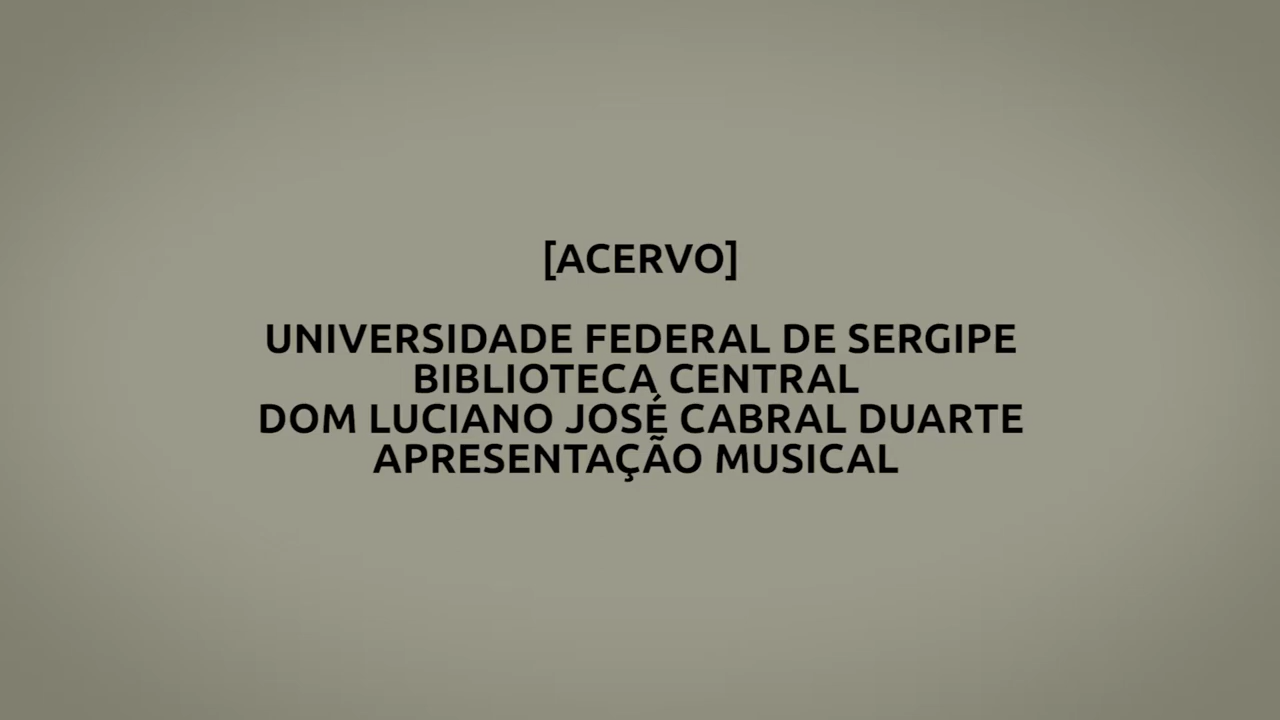 [ACERVO]
UNIVERSIDADE FEDERAL DE SERGIPE
BIBLIOTECA CENTRAL
DOM LUCIANO JOSÉ CABRAL DUARTE
APRESENTAÇÃO MUSICAL